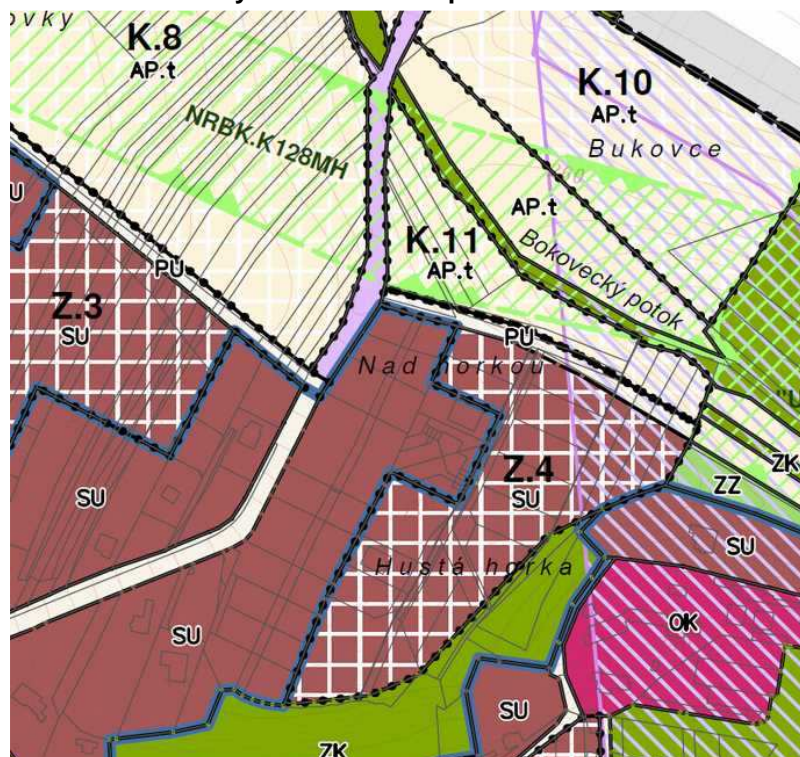 K.8
AP.t
K.10
AP.t
Bukovce
NRBK.K128MH
AP.t
K.11
AP.t
Bokovecký potok
PU
Z.3
SU
PU
Nad horkou
Z.4
SU
ZK
ZZ
SU
SU
Hustá horka
OK
SU
SU
ZK